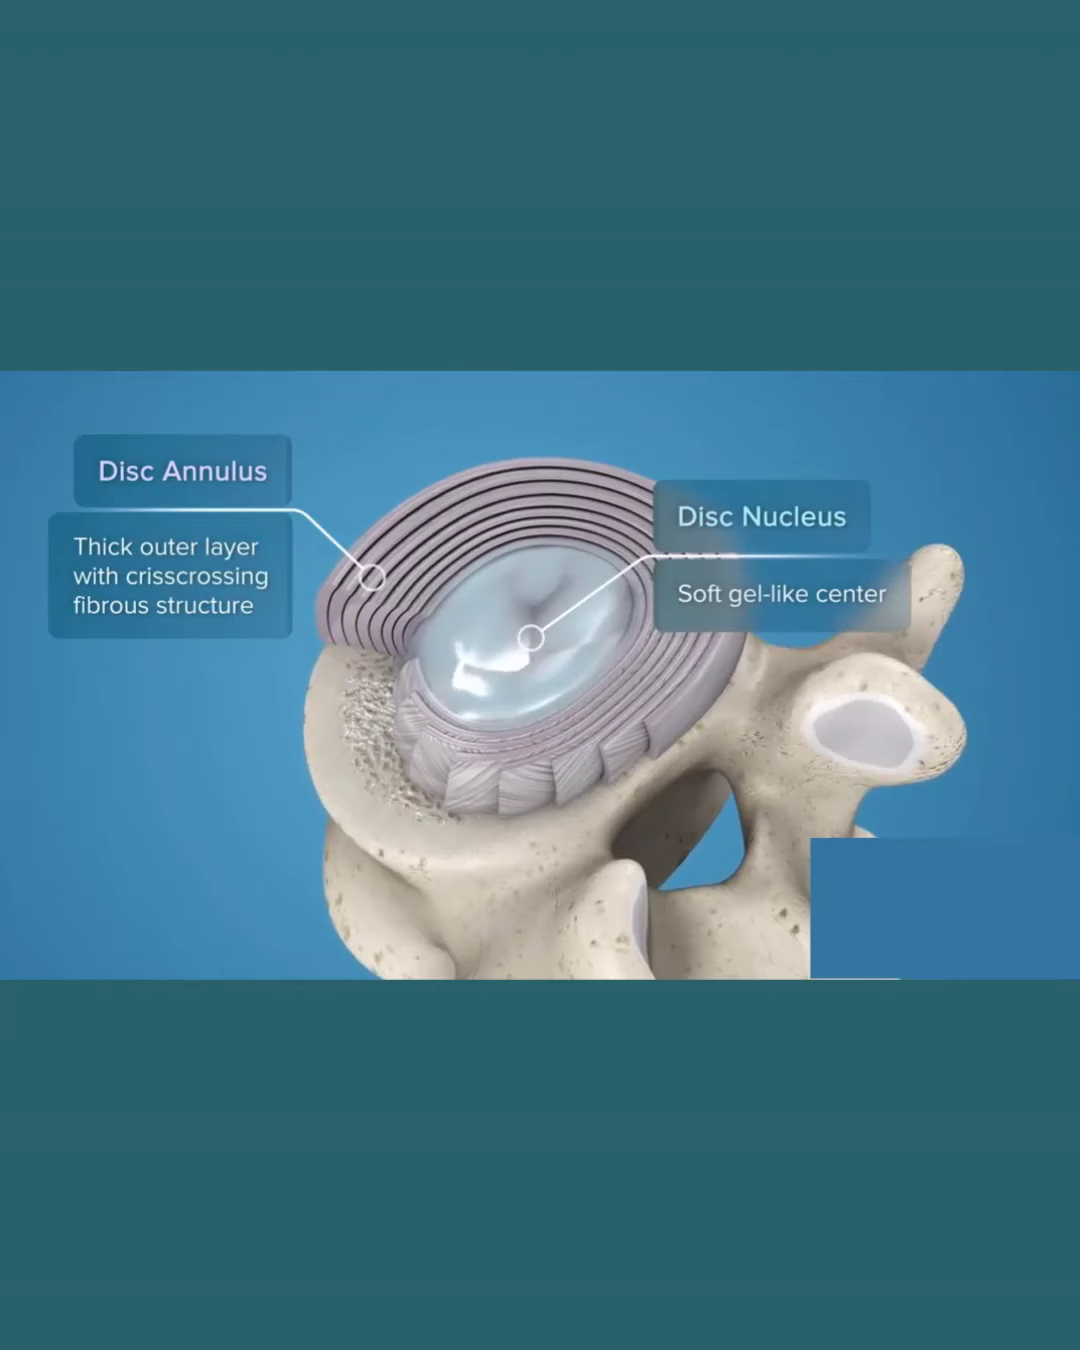 Disc Annulus
Thick outer layer
with crisscrossing
fibrous structure
Disc Nucleus
Soft gel-like center